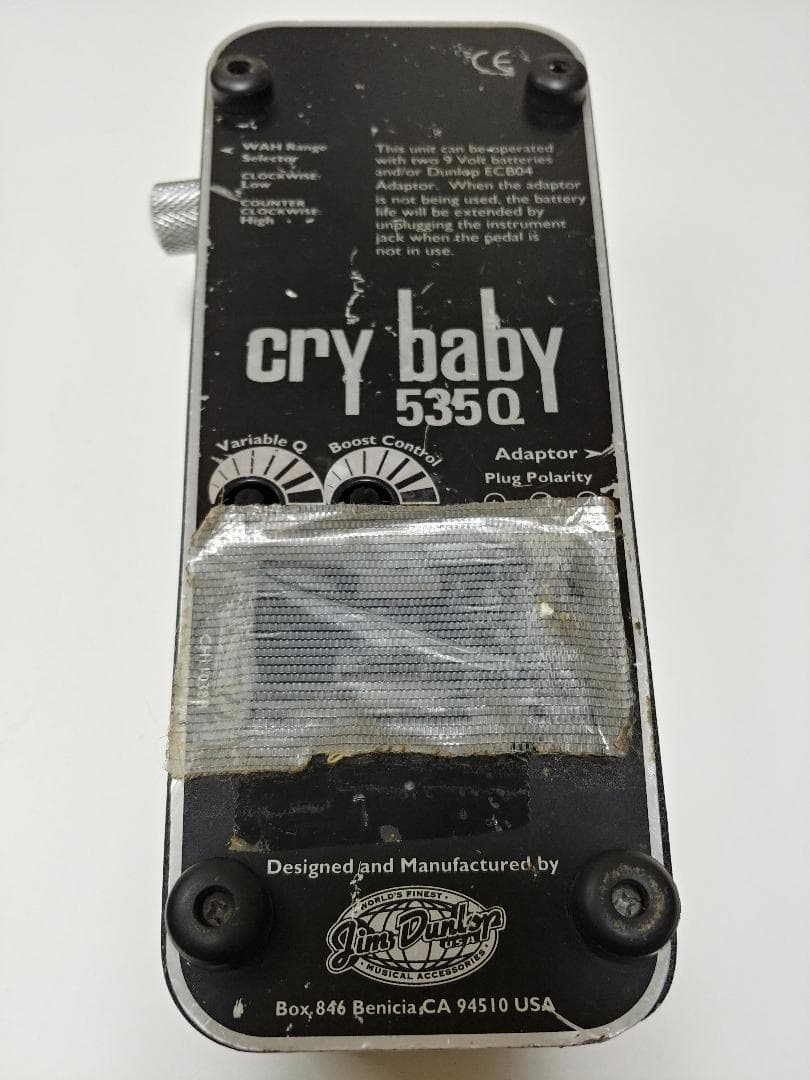 CE
WAH Range
Selector
CLOCKWISE:
Low
COUNTER
CLOCKWISE:
High
This unit can be operated
with two 9 Volt batteries
and/or Dunlop ECB04
Adaptor. When the adaptor
is not being used, the battery
life will be extended by
unplugging the instrument
jack when the pedal is
not in use.
cry baby
535Q
Variable Q
Boost Control
Adaptor
Plug Polarity
Designed and Manufactured by
WORLD'S FINEST
Jim Dunlop
USA
MUSICAL ACCESSORIES
Box 846 Benicia, CA 94510 USA